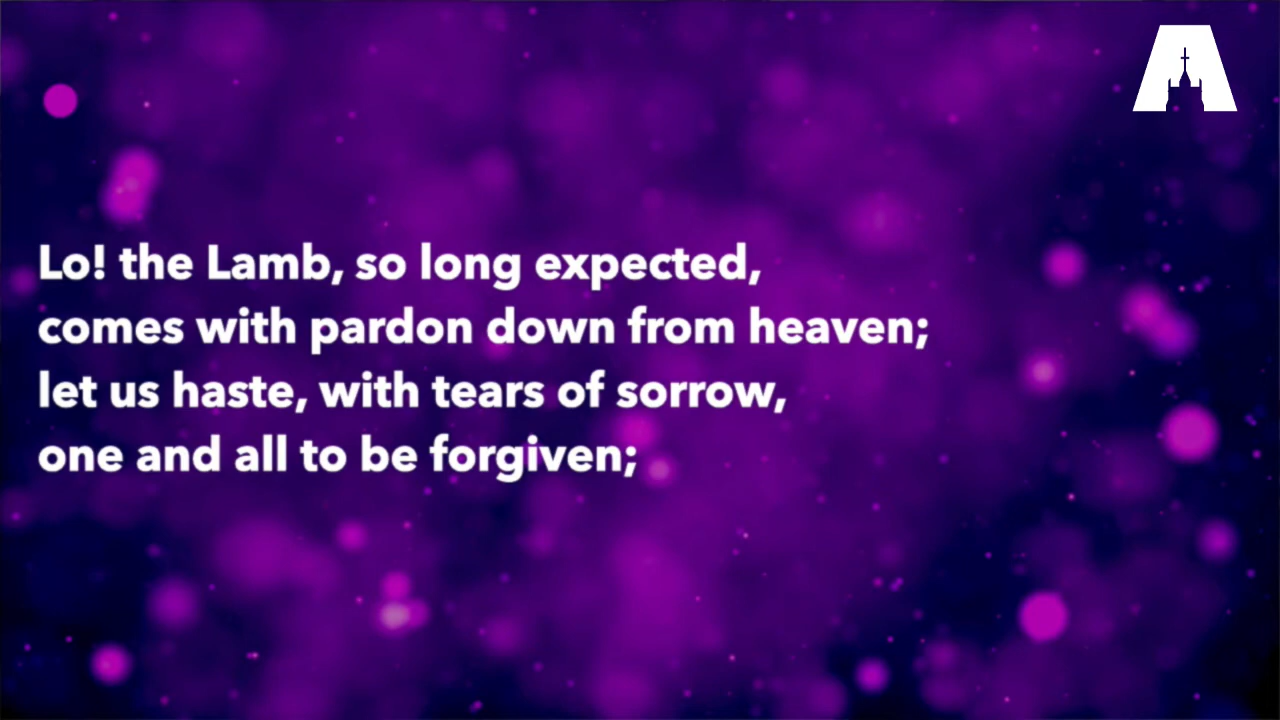 Lo! the Lamb, so long expected,
comes with pardon down from heaven;
let us haste, with tears of sorrow,
one and all to be forgiven;